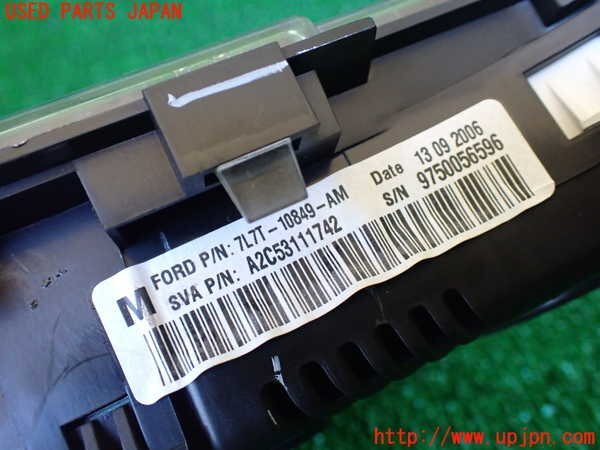 USED PARTS JAPAN
M
FORD P/N: 7L7T-10849-AM
SVA P/N: A2C53111742
Date 13 09 2006
S/N 9750056596
http://www.upjpn.com/